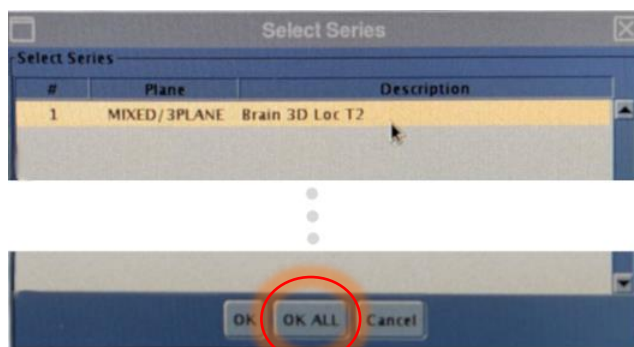 Select Series
Select Series
# Plane Description
1 MIXED/3PLANE Brain 3D Loc T2
OK OK ALL Cancel